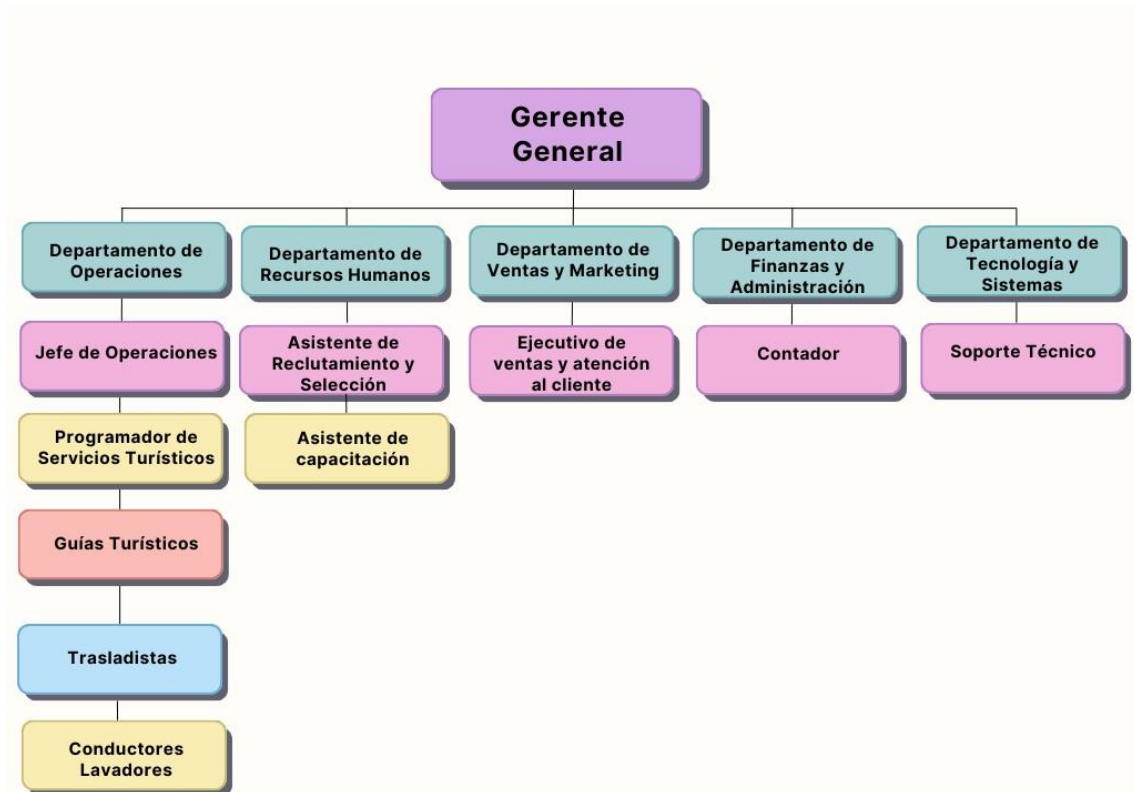 Gerente
General
Departamento de
Operaciones
Departamento de
Recursos Humanos
Departamento de
Ventas y Marketing
Departamento de
Finanzas y
Administración
Departamento de
Tecnología y
Sistemas
Jefe de Operaciones
Asistente de
Reclutamiento y
Selección
Ejecutivo de
ventas y atención
al cliente
Contador
Soporte Técnico
Programador de
Servicios Turísticos
Asistente de
capacitación
Guías Turísticos
Trasladistas
Conductores
Lavadores